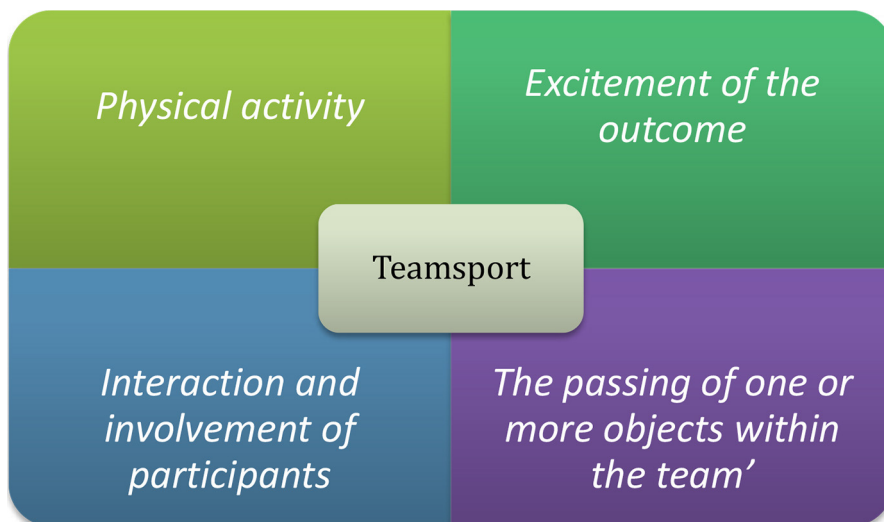 Physical activity
Excitement of the
outcome
Teamsport
Interaction and
involvement of
participants
The passing of one or
more objects within
the team’